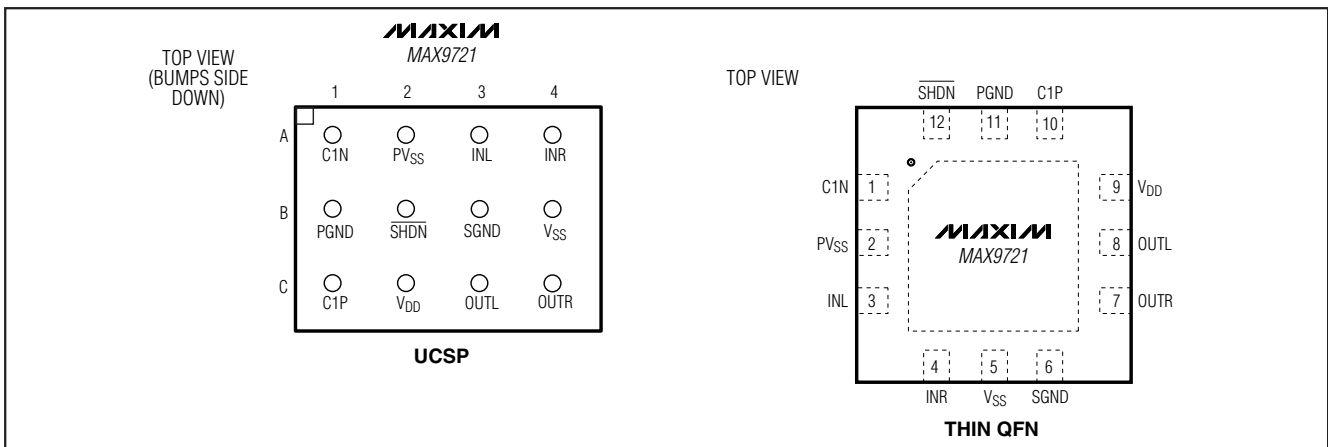 TOP VIEW
(BUMPS SIDE
DOWN)
MAXIM
MAX9721
1 2 3 4
A
C1N PVSS INL INR
B
PGND SHDN SGND VSS
C
C1P VDD OUTL OUTR
UCSP
TOP VIEW
SHDN PGND C1P
12 11 10
C1N 1 9 VDD
PVSS 2 8 OUTL
INL 3 7 OUTR
MAXIM
MAX9721
4 5 6
INR VSS SGND
THIN QFN